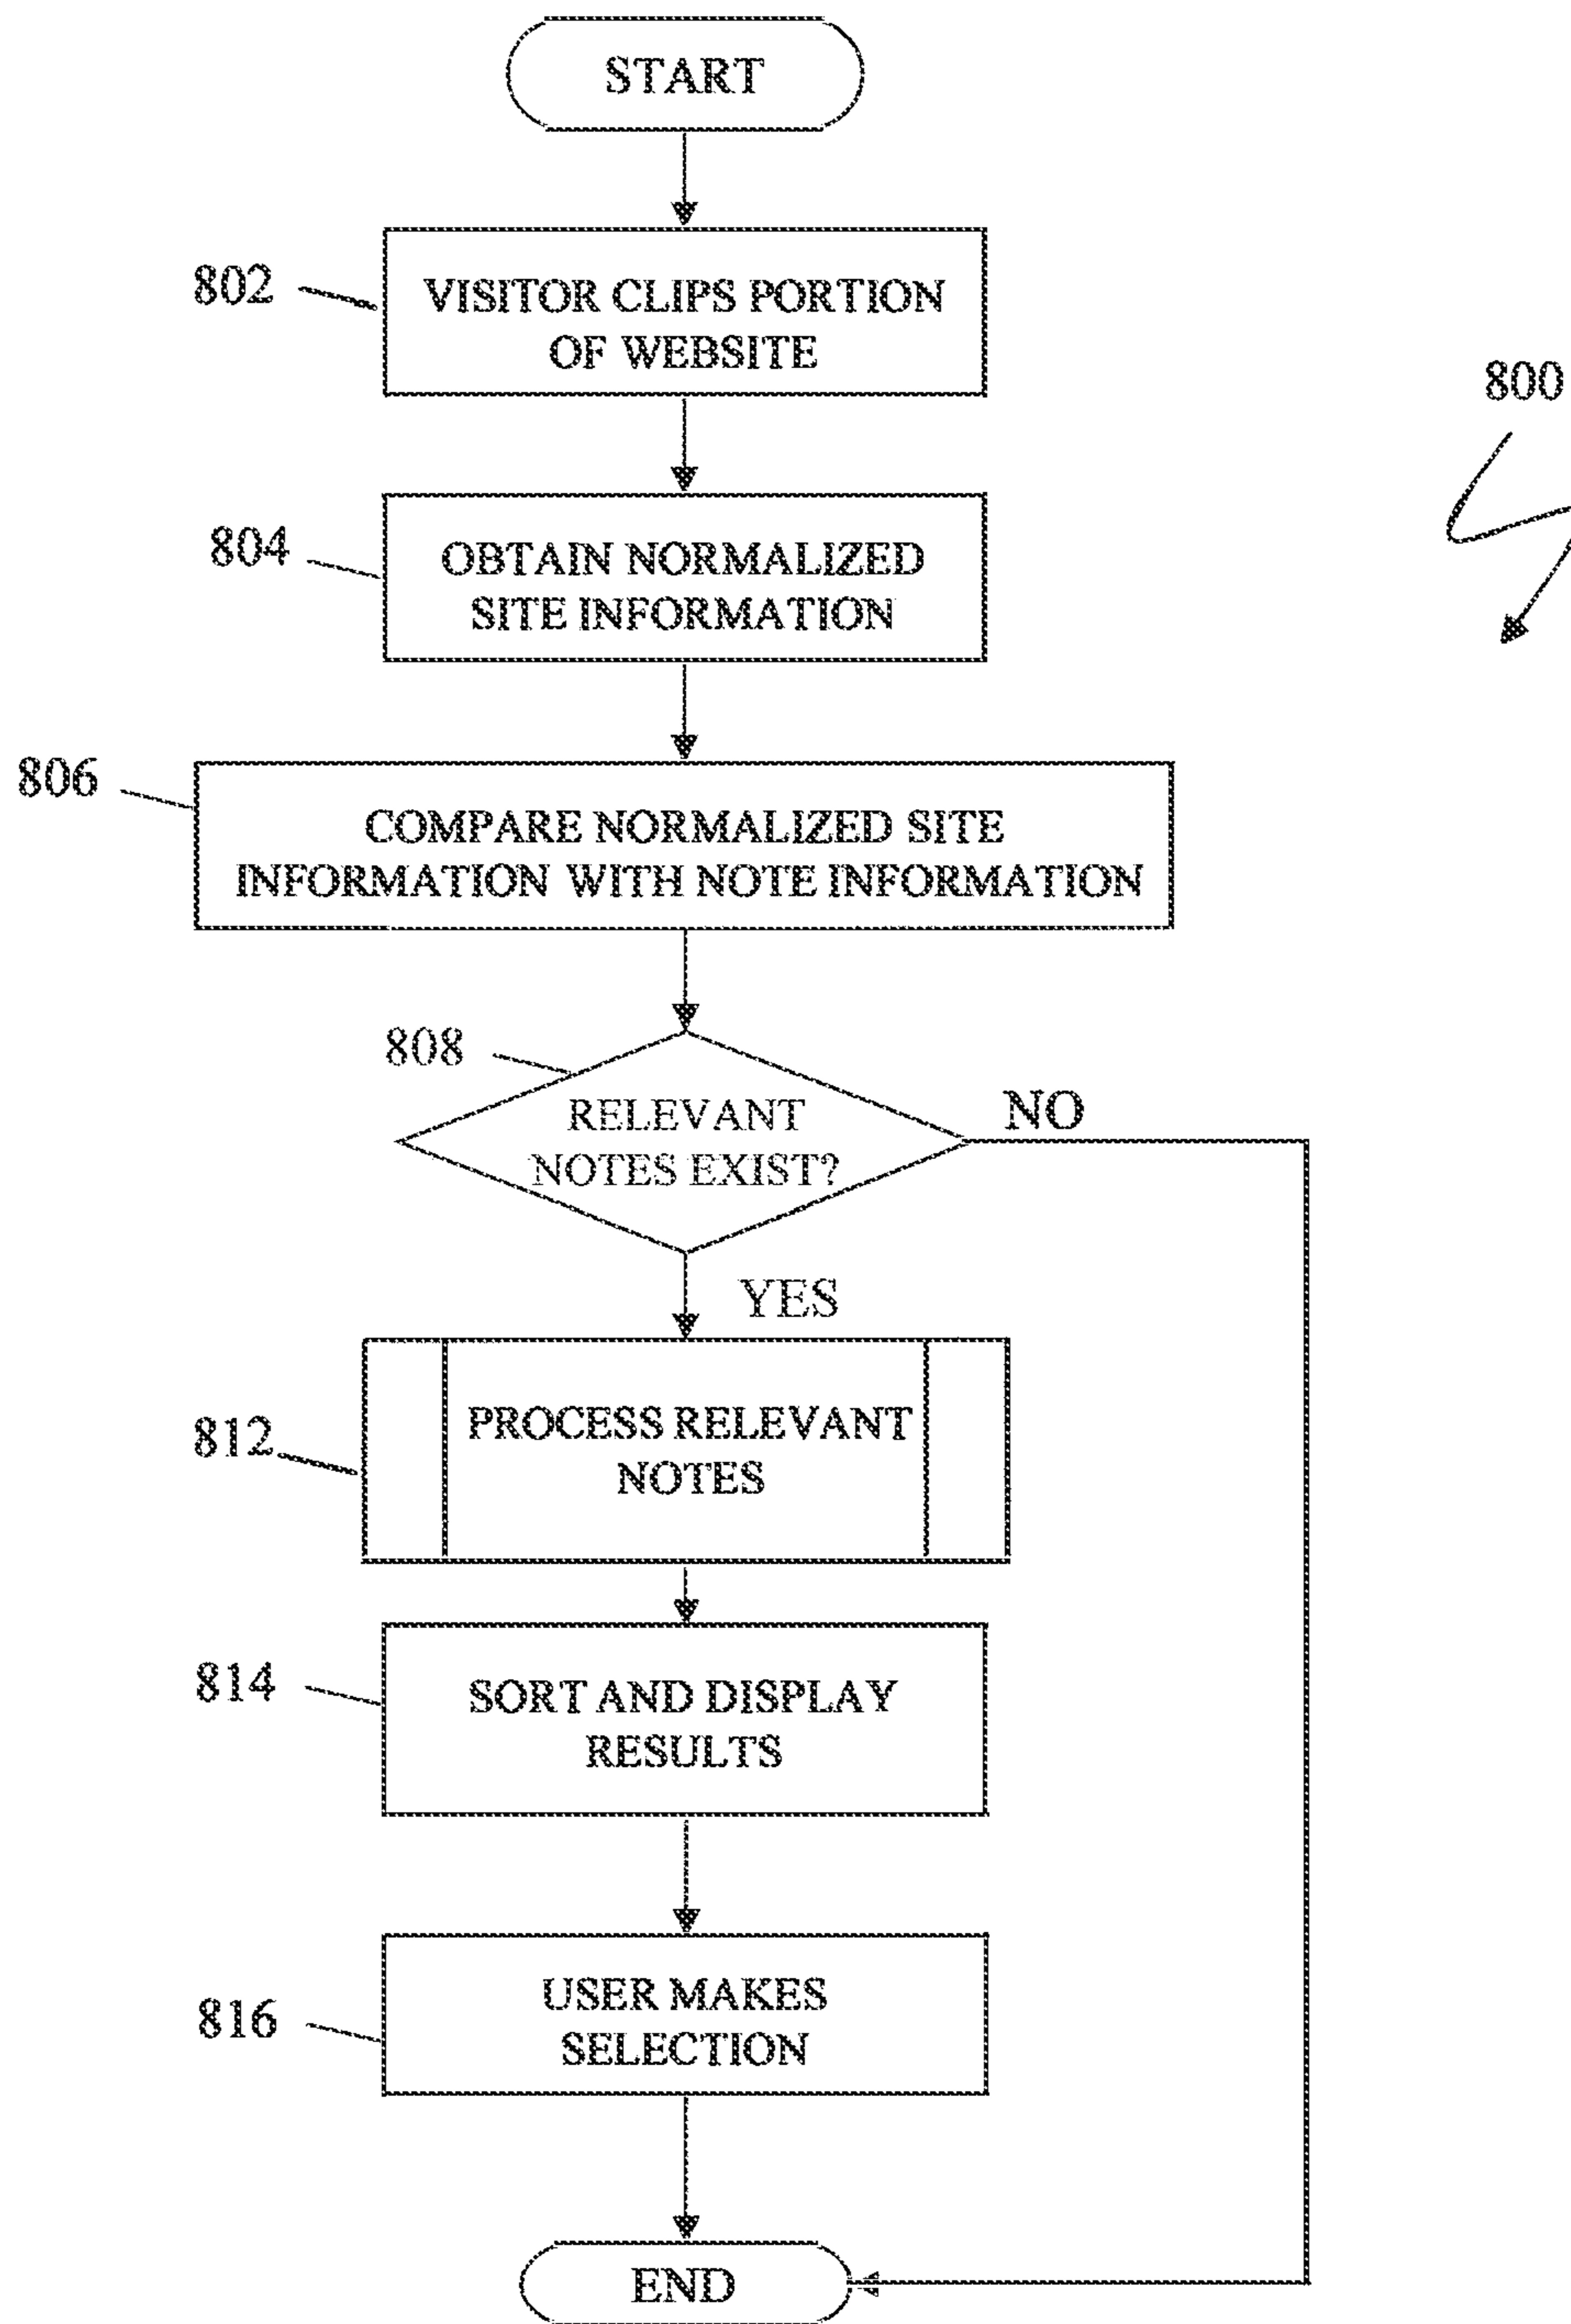 START
802
VISITOR CLIPS PORTION
OF WEBSITE
800
804
OBTAIN NORMALIZED
SITE INFORMATION
806
COMPARE NORMALIZED SITE
INFORMATION WITH NOTE INFORMATION
808
RELEVANT
NOTES EXIST?
NO
YES
812
PROCESS RELEVANT
NOTES
814
SORT AND DISPLAY
RESULTS
816
USER MAKES
SELECTION
END